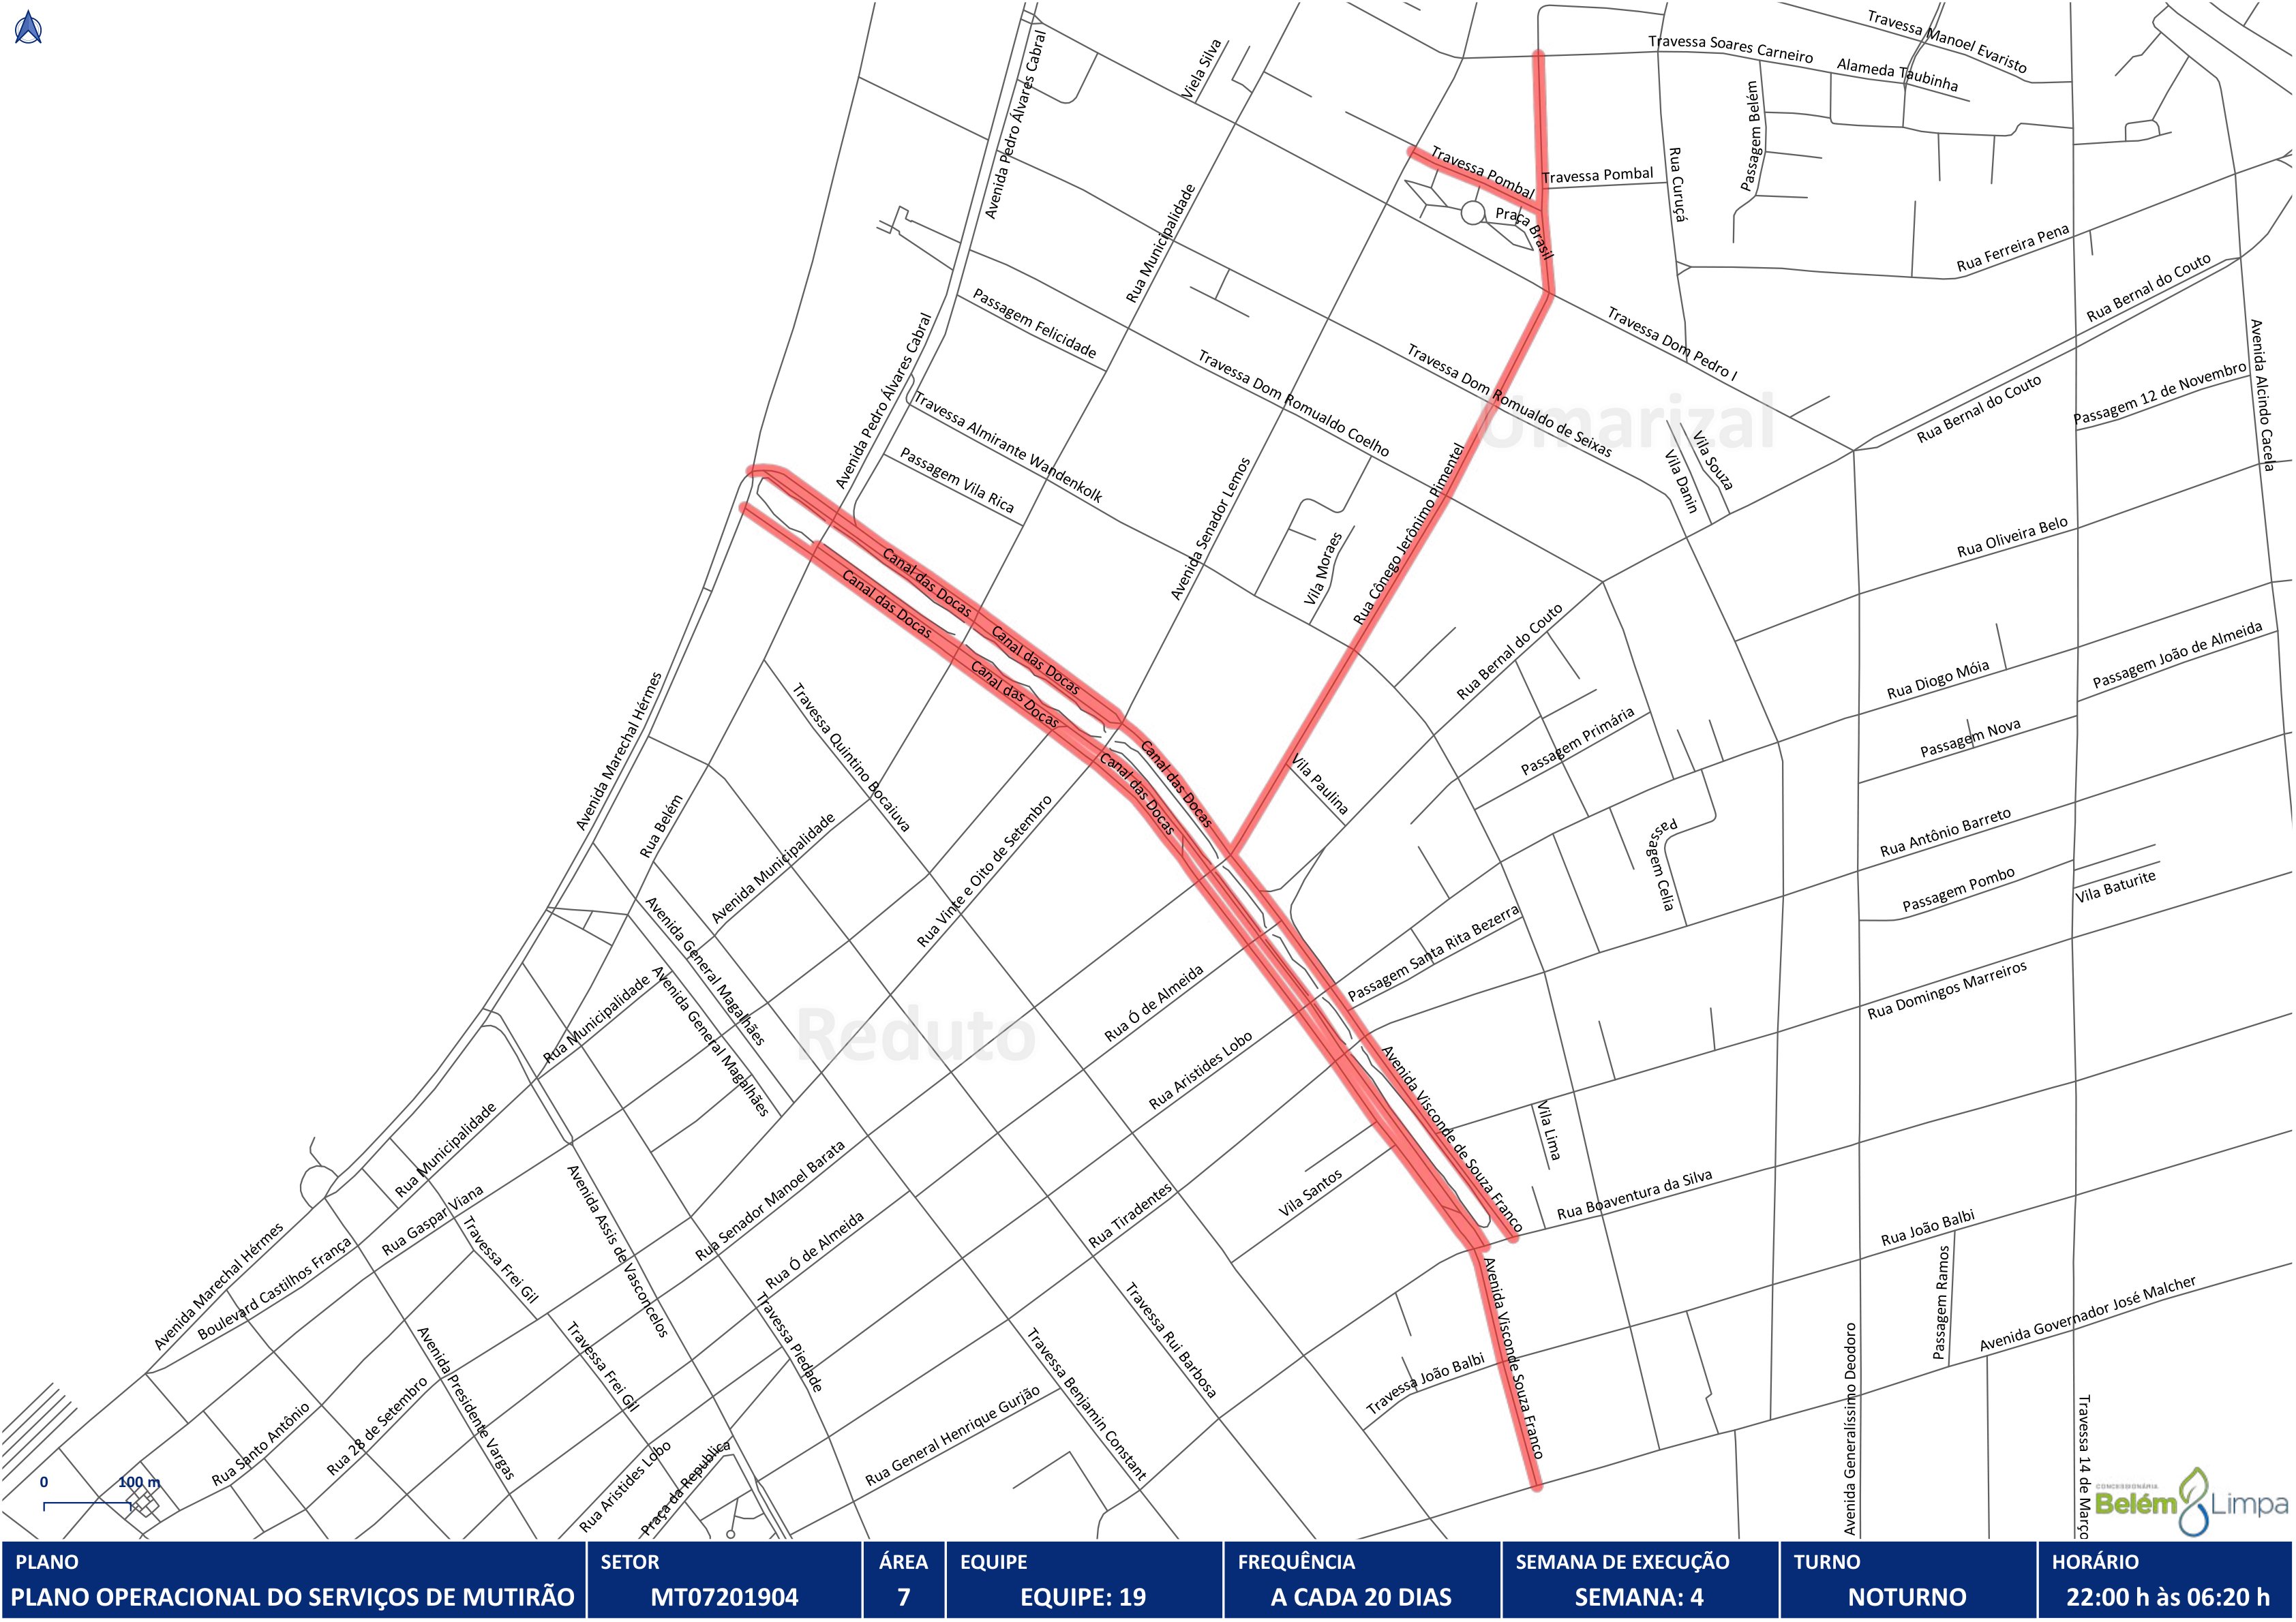 Travessa Manoel Evaristo
Travessa Soares Carneiro
Alameda Taubinha
Viela Silva
Avenida Pedro Álvares Cabral
Passagem Belém
Travessa Pombal
Travessa Pombal
Rua Curuçá
Praça Brasil
Rua Municipalidade
Rua Ferreira Pena
Rua Bernal do Couto
Passagem Felicidade
Avenida Pedro Álvares Cabral
Travessa Dom Pedro I
Travessa Dom Romualdo Coelho
Travessa Dom Romualdo de Seixas
Umarizal
Rua Bernal do Couto
Passagem 12 de Novembro
Avenida Alcindo Cacela
Travessa Almirante Wandenkolk
Passagem Vila Rica
Vila Souza
Vila Danin
Avenida Senador Lemos
Rua Cônego Jerônimo Pimentel
Vila Moraes
Rua Oliveira Belo
Canal das Docas
Canal das Docas
Canal das Docas
Canal das Docas
Rua Bernal do Couto
Rua Diogo Móia
Passagem João de Almeida
Avenida Marechal Hérmes
Travessa Quintino Bocaiuva
Canal das Docas
Canal das Docas
Vila Paulina
Passagem Primária
Passagem Nova
Rua Belém
Avenida Municipalidade
Rua Vinte e Oito de Setembro
Passagem Celia
Rua Antônio Barreto
Passagem Pombo
Vila Baturite
Avenida General Magalhães
Passagem Santa Rita Bezerra
Rua Domingos Marreiros
Rua Municipalidade
Avenida General Magalhães
Reduto
Rua Ó de Almeida
Rua Aristides Lobo
Avenida Visconde de Souza Franco
Vila Lima
Rua Municipalidade
Rua Gaspar Viana
Avenida Assis de Vasconcelos
Rua Senador Manoel Barata
Rua Ó de Almeida
Rua Tiradentes
Vila Santos
Rua Boaventura da Silva
Rua João Balbi
Avenida Marechal Hérmes
Boulevard Castilhos França
Travessa Frei Gil
Travessa Piedade
Travessa Rui Barbosa
Avenida Visconde Souza Franco
Passagem Ramos
Avenida Governador José Malcher
Avenida Presidente Vargas
Travessa Frei Gil
Travessa Benjamin Constant
Travessa João Balbi
Avenida Generalíssimo Deodoro
Travessa 14 de Março
Rua Santo Antônio
Rua 28 de Setembro
Rua Aristides Lobo
Praça da Republica
Rua General Henrique Gurjão
0 100 m
CONCESSIONÁRIA
Belém Limpa
PLANO
PLANO OPERACIONAL DO SERVIÇOS DE MUTIRÃO
SETOR
MT07201904
ÁREA
7
EQUIPE
EQUIPE: 19
FREQUÊNCIA
A CADA 20 DIAS
SEMANA DE EXECUÇÃO
SEMANA: 4
TURNO
NOTURNO
HORÁRIO
22:00 h às 06:20 h